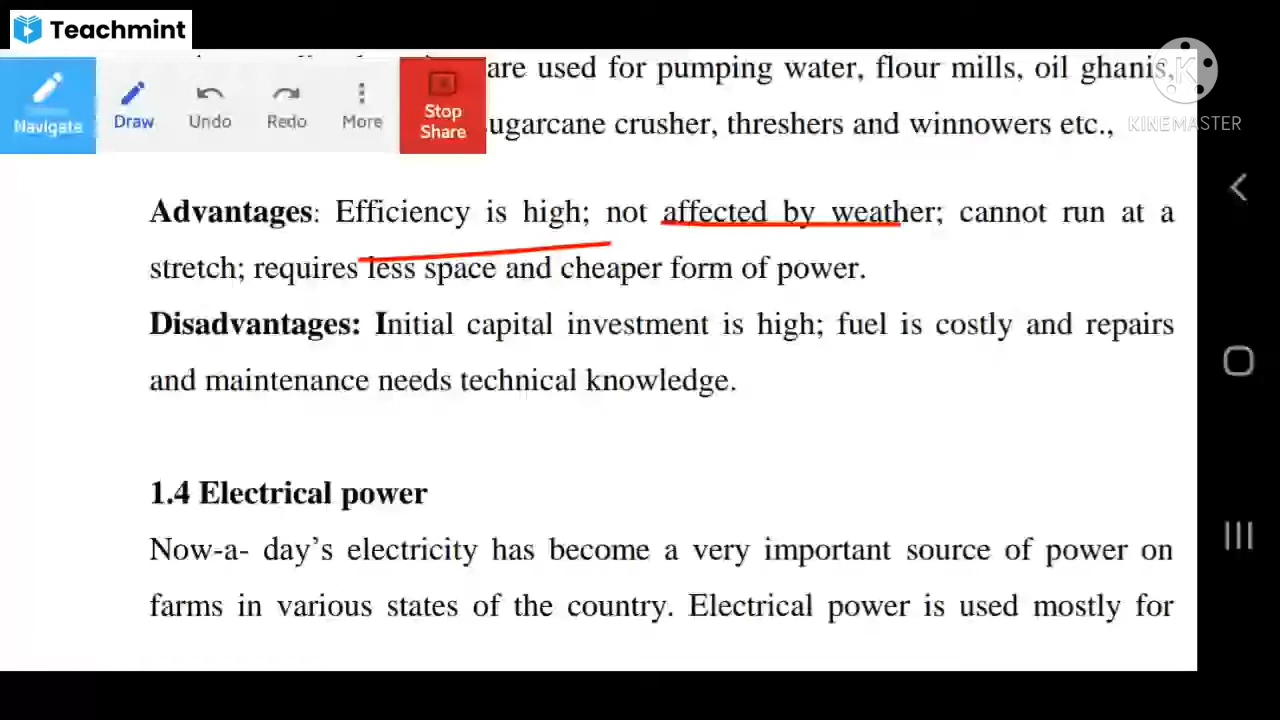 Teachmint
are used for pumping water, flour mills, oil ghanis,
KINEMASTER
Navigate
Draw
Undo
Redo
More
Stop
Share
ugarcane crusher, threshers and winnowers etc.,
Advantages: Efficiency is high; not affected by weather; cannot run at a
stretch; requires less space and cheaper form of power.
Disadvantages: Initial capital investment is high; fuel is costly and repairs
and maintenance needs technical knowledge.
1.4 Electrical power
Now-a- day’s electricity has become a very important source of power on
farms in various states of the country. Electrical power is used mostly for